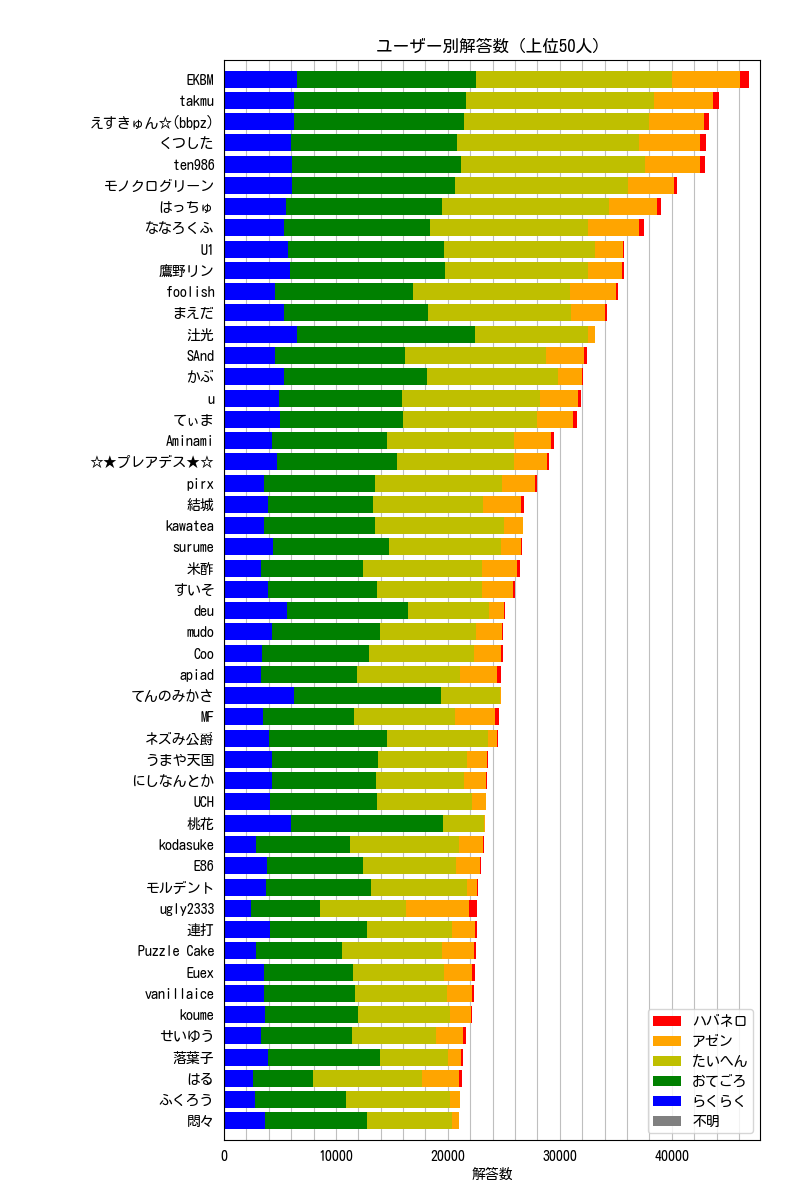 ユーザー別解答数 (上位50人)
EKBM
takmu
えすきゅん☆(bbpz)
くつした
ten986
モノクログリーン
はっちゅ
ななろくふ
U1
鷹野リン
foolish
まえだ
汢光
SAnd
かぶ
u
てぃま
Aminami
☆★プレアデス★☆
pirx
結城
kawatea
surume
米酢
すいそ
deu
mudo
Coo
apiad
てんのみかさ
MF
ネズみ公爵
うまや天国
にしなんとか
UCH
桃花
kodasuke
E86
モルデント
ugly2333
連打
Puzzle Cake
Euex
vanillaice
koume
せいゆう
落葉子
はる
ふくろう
悶々
ハバネロ
アゼン
たいへん
おてごろ
らくらく
不明
0 10000 20000 30000 40000
解答数